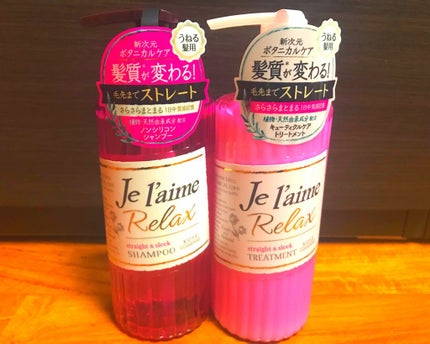 うねる
髪用
新次元
ボタニカルケア
髪質が変わる!
毛先まで ストレート
さらさらまとまる
植物・天然由来成分配合
ノンシリコン
シャンプー
Je l'aime
Relax
straight & sleek
SHAMPOO
うねる
髪用
新次元
ボタニカルケア
髪質が変わる!
毛先まで ストレート
さらさらまとまる
植物・天然由来成分配合
キューティクルケア
トリートメント
Je l'aime
Relax
straight & sleek
TREATMENT